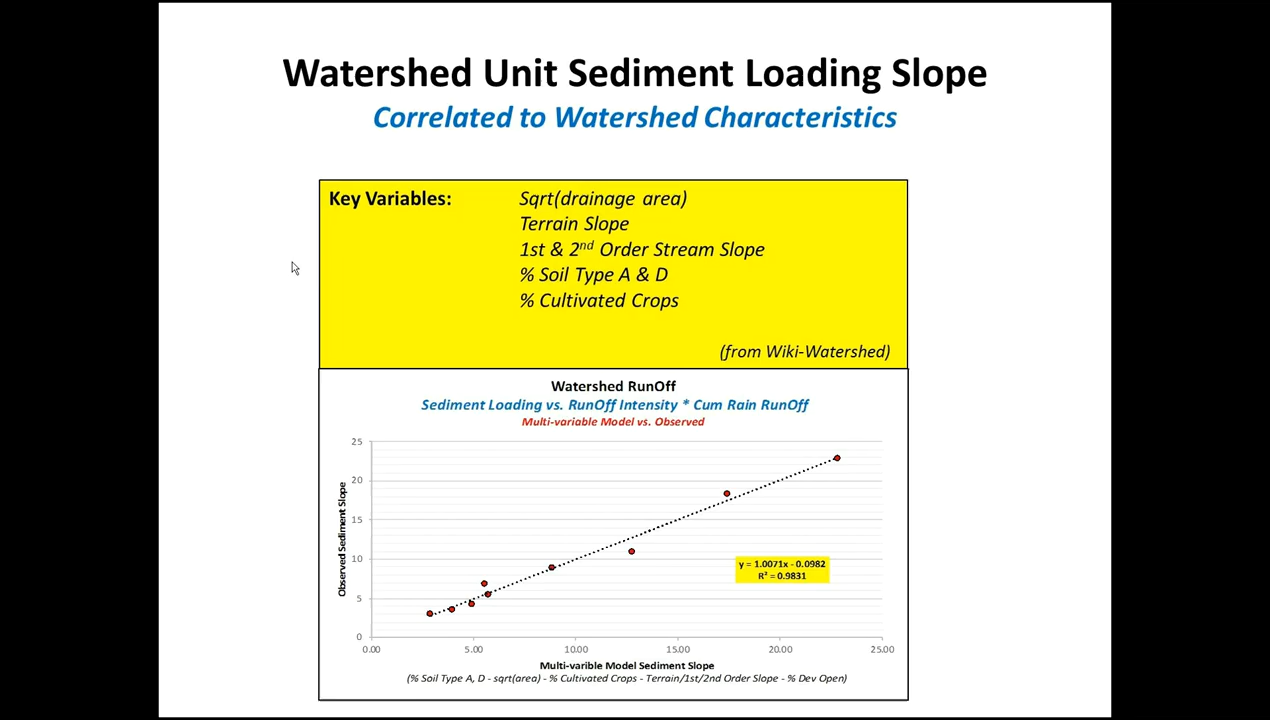 Watershed Unit Sediment Loading Slope
Correlated to Watershed Characteristics
Key Variables:
Sqrt(drainage area)
Terrain Slope
1st & 2nd Order Stream Slope
% Soil Type A & D
% Cultivated Crops
(from Wiki-Watershed)
Watershed RunOff
Sediment Loading vs. RunOff Intensity * Cum Rain RunOff
Multi-variable Model vs. Observed
Observed Sediment Slope
25
20
15
10
5
0
y = 1.0071x - 0.0982
R² = 0.9831
0.00 5.00 10.00 15.00 20.00 25.00
Multi-varible Model Sediment Slope
(% Soil Type A, D - sqrt(area) - % Cultivated Crops - Terrain/1st/2nd Order Slope - % Dev Open)